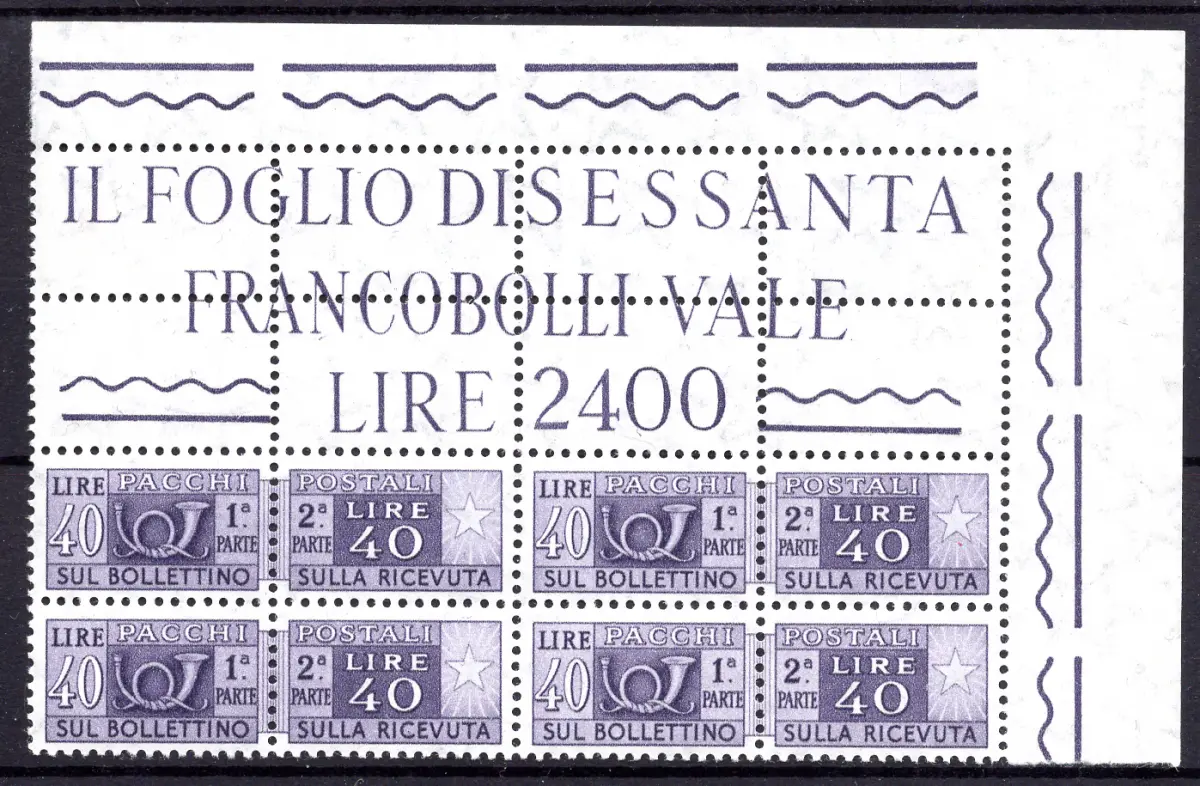 IL FOGLIO DI SESSANTA
FRANCOBOLLI VALE
LIRE 2400
LIRE PACCHI POSTALI LIRE PACCHI POSTALI
40 1ª PARTE 2ª PARTE LIRE 40 40 1ª PARTE 2ª PARTE LIRE 40
SUL BOLLETTINO SULLA RICEVUTA SUL BOLLETTINO SULLA RICEVUTA
LIRE PACCHI POSTALI LIRE PACCHI POSTALI
40 1ª PARTE 2ª PARTE LIRE 40 40 1ª PARTE 2ª PARTE LIRE 40
SUL BOLLETTINO SULLA RICEVUTA SUL BOLLETTINO SULLA RICEVUTA